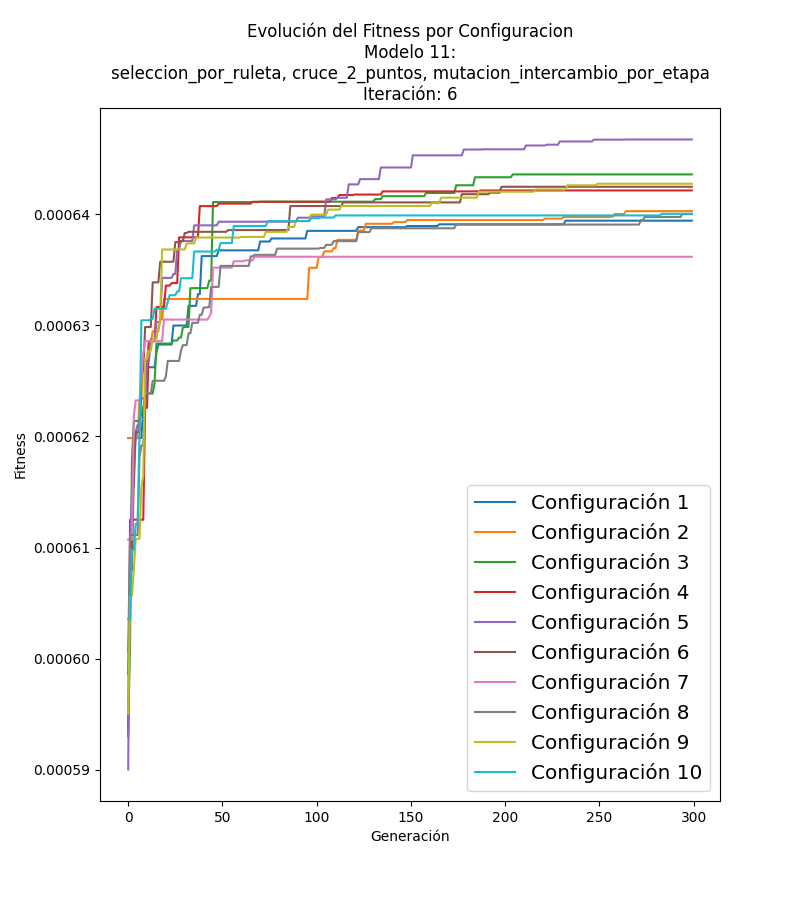 Evolución del Fitness por Configuracion
Modelo 11:
seleccion_por_ruleta, cruce_2_puntos, mutacion_intercambio_por_etapa
Iteración: 6
Fitness
0.00064
0.00063
0.00062
0.00061
0.00060
0.00059
Configuración 1
Configuración 2
Configuración 3
Configuración 4
Configuración 5
Configuración 6
Configuración 7
Configuración 8
Configuración 9
Configuración 10
0 50 100 150 200 250 300
Generación